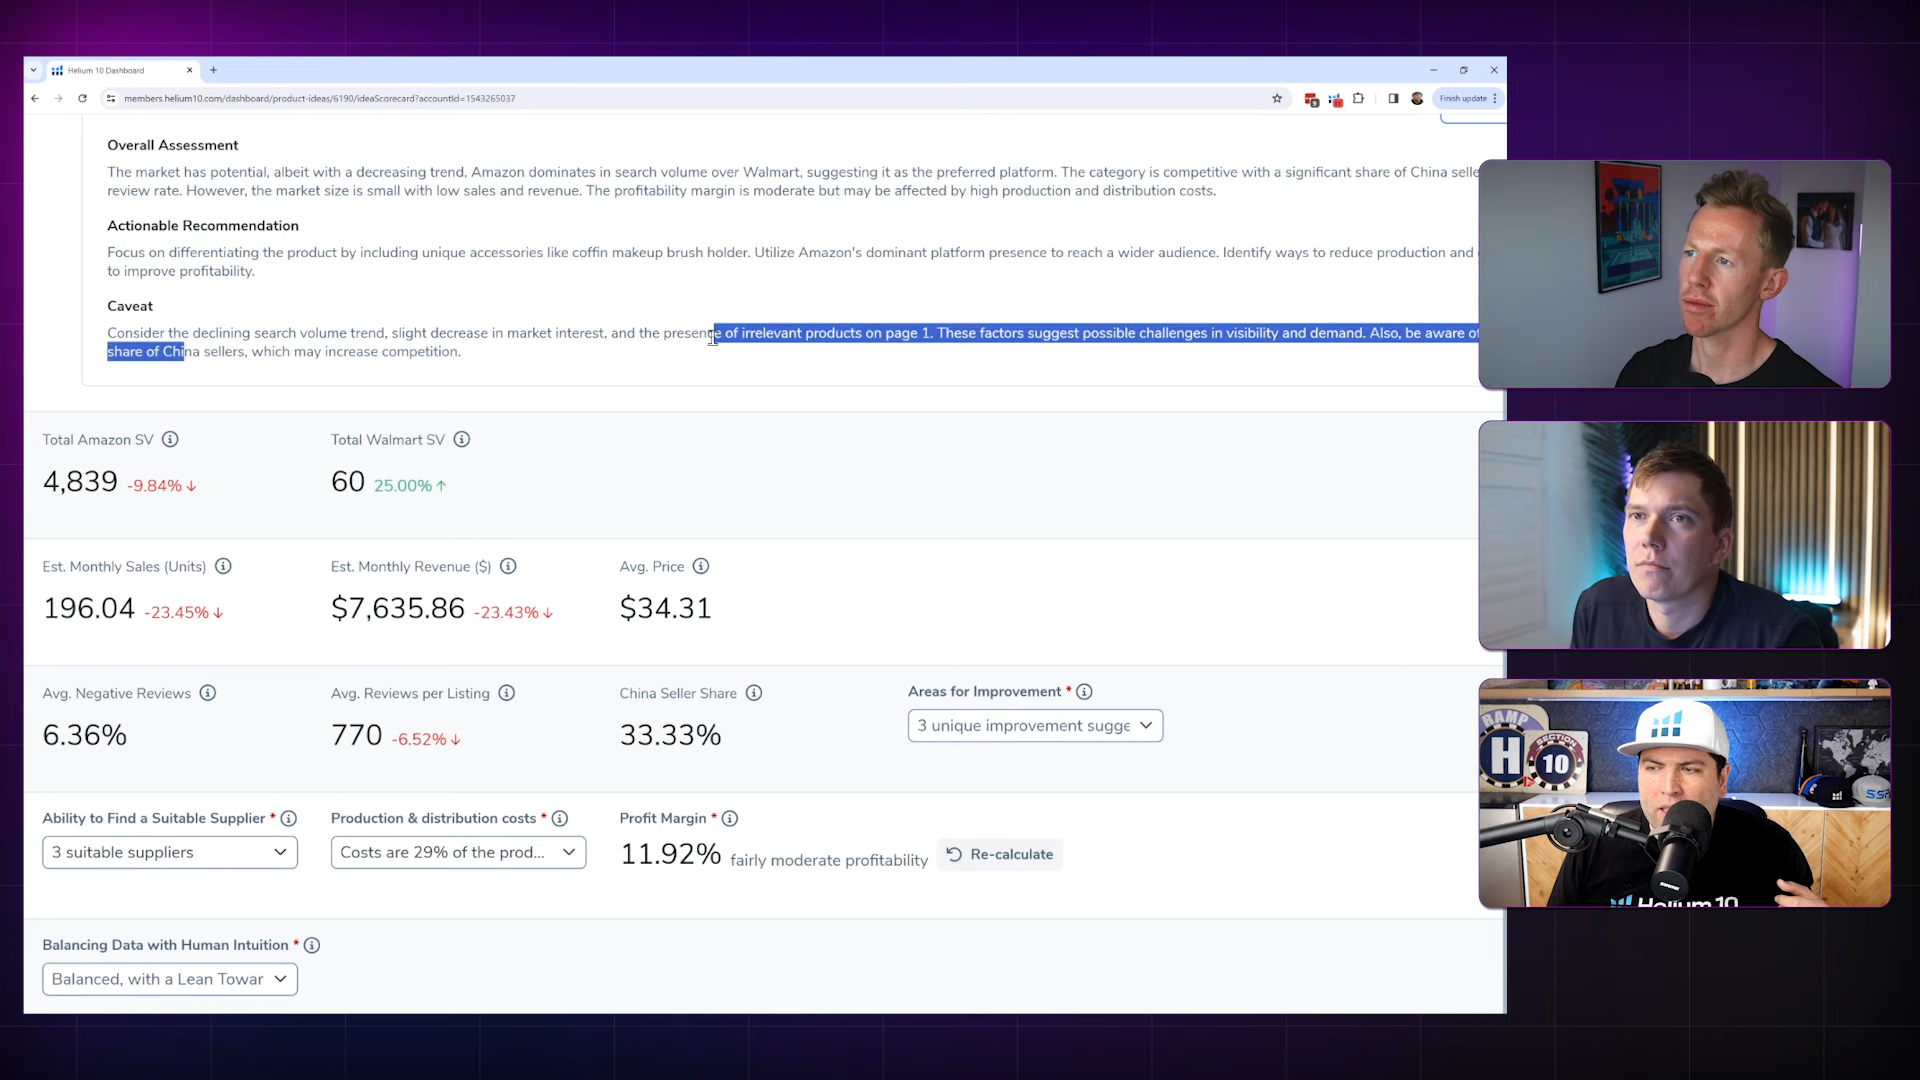 Helium 10 Dashboard
members.helium10.com/dashboard/product-ideas/6190/ideaScorecard?accountId=1543265037
Finish update
Overall Assessment
The market has potential, albeit with a decreasing trend. Amazon dominates in search volume over Walmart, suggesting it as the preferred platform. The category is competitive with a significant share of China selle
review rate. However, the market size is small with low sales and revenue. The profitability margin is moderate but may be affected by high production and distribution costs.
Actionable Recommendation
Focus on differentiating the product by including unique accessories like coffin makeup brush holder. Utilize Amazon's dominant platform presence to reach a wider audience. Identify ways to reduce production and
to improve profitability.
Caveat
Consider the declining search volume trend, slight decrease in market interest, and the presence of irrelevant products on page 1. These factors suggest possible challenges in visibility and demand. Also, be aware of
share of China sellers, which may increase competition.
Total Amazon SV
Total Walmart SV
4,839 -9.84% ↓
60 25.00% ↑
Est. Monthly Sales (Units)
Est. Monthly Revenue ($)
Avg. Price
196.04 -23.45% ↓
$7,635.86 -23.43% ↓
$34.31
Avg. Negative Reviews
Avg. Reviews per Listing
China Seller Share
Areas for Improvement *
6.36%
770 -6.52% ↓
33.33%
3 unique improvement sugge
Ability to Find a Suitable Supplier *
Production & distribution costs *
Profit Margin *
3 suitable suppliers
Costs are 29% of the prod...
11.92% fairly moderate profitability
Re-calculate
Balancing Data with Human Intuition *
Balanced, with a Lean Towar
RAMP
H
SECTION
10
Helium 10